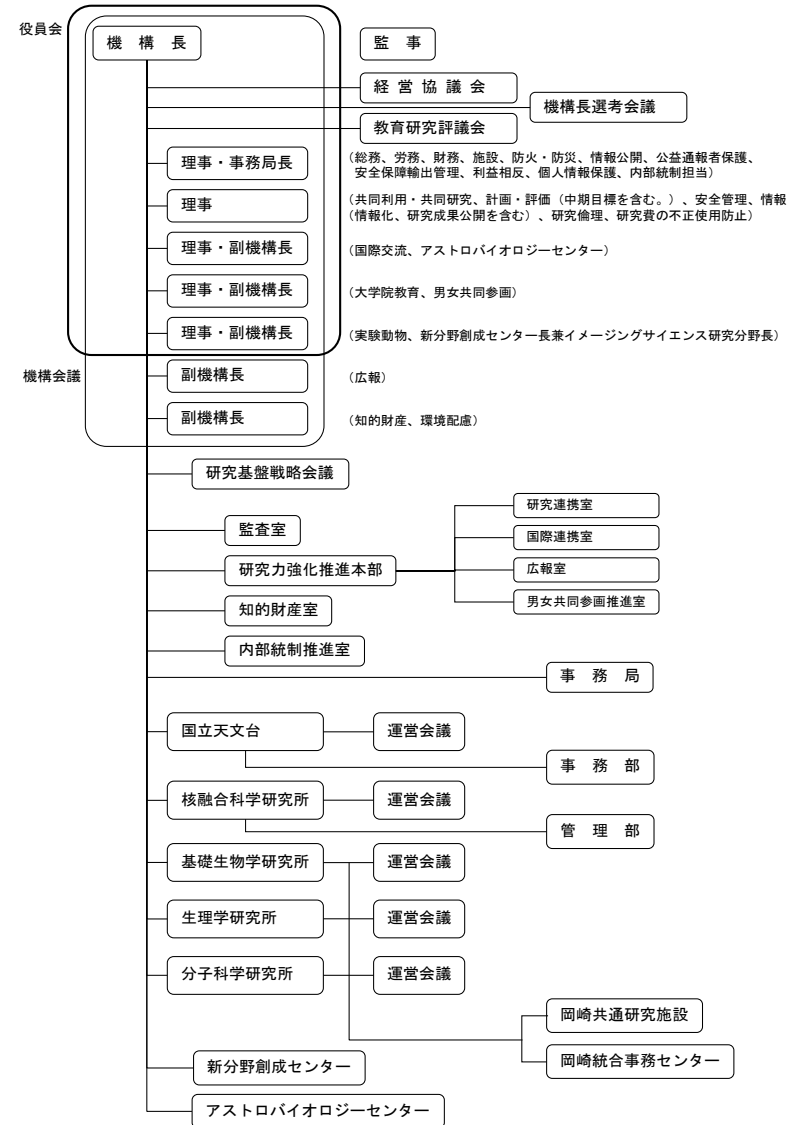 役員会
機　構　長
監　事
経 営 協 議 会
機構長選考会議
教育研究評議会
理事・事務局長
（総務、労務、財務、施設、防火・防災、情報公開、公益通報者保護、
安全保障輸出管理、利益相反、個人情報保護、内部統制担当）
理事
（共同利用・共同研究、計画・評価（中期目標を含む。）、安全管理、情報
（情報化、研究成果公開を含む）、研究倫理、研究費の不正使用防止）
理事・副機構長
（国際交流、アストロバイオロジーセンター）
理事・副機構長
（大学院教育、男女共同参画）
理事・副機構長
（実験動物、新分野創成センター長兼イメージングサイエンス研究分野長）
機構会議
副機構長
（広報）
副機構長
（知的財産、環境配慮）
研究基盤戦略会議
監査室
研究力強化推進本部
研究連携室
国際連携室
広報室
男女共同参画推進室
知的財産室
内部統制推進室
事　務　局
国立天文台
運営会議
事　務　部
核融合科学研究所
運営会議
管　理　部
基礎生物学研究所
運営会議
生理学研究所
運営会議
分子科学研究所
運営会議
岡崎共通研究施設
岡崎統合事務センター
新分野創成センター
アストロバイオロジーセンター